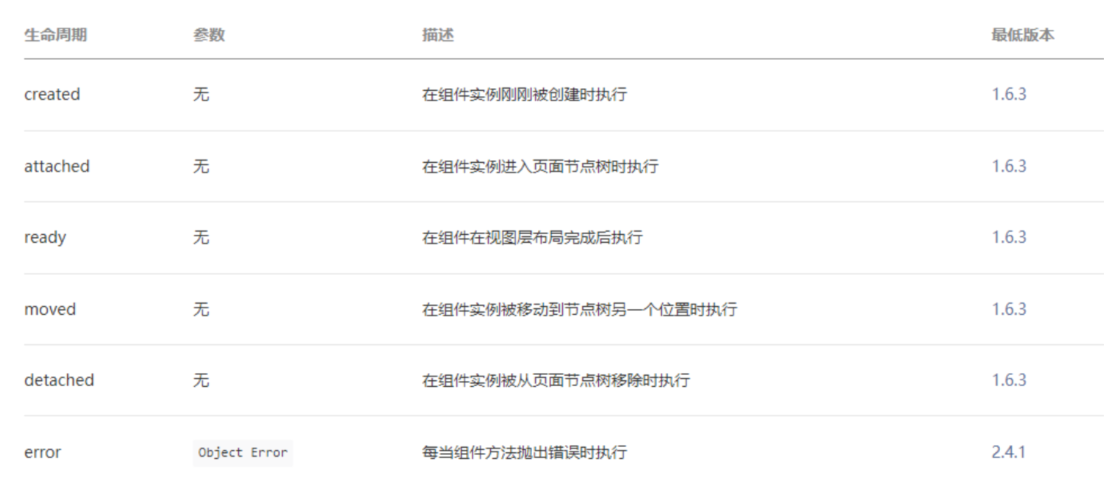 生命周期 参数 描述 最低版本
created 无 在组件实例刚刚被创建时执行 1.6.3
attached 无 在组件实例进入页面节点树时执行 1.6.3
ready 无 在组件在视图层布局完成后执行 1.6.3
moved 无 在组件实例被移动到节点树另一个位置时执行 1.6.3
detached 无 在组件实例被从页面节点树移除时执行 1.6.3
error Object Error 每当组件方法抛出错误时执行 2.4.1